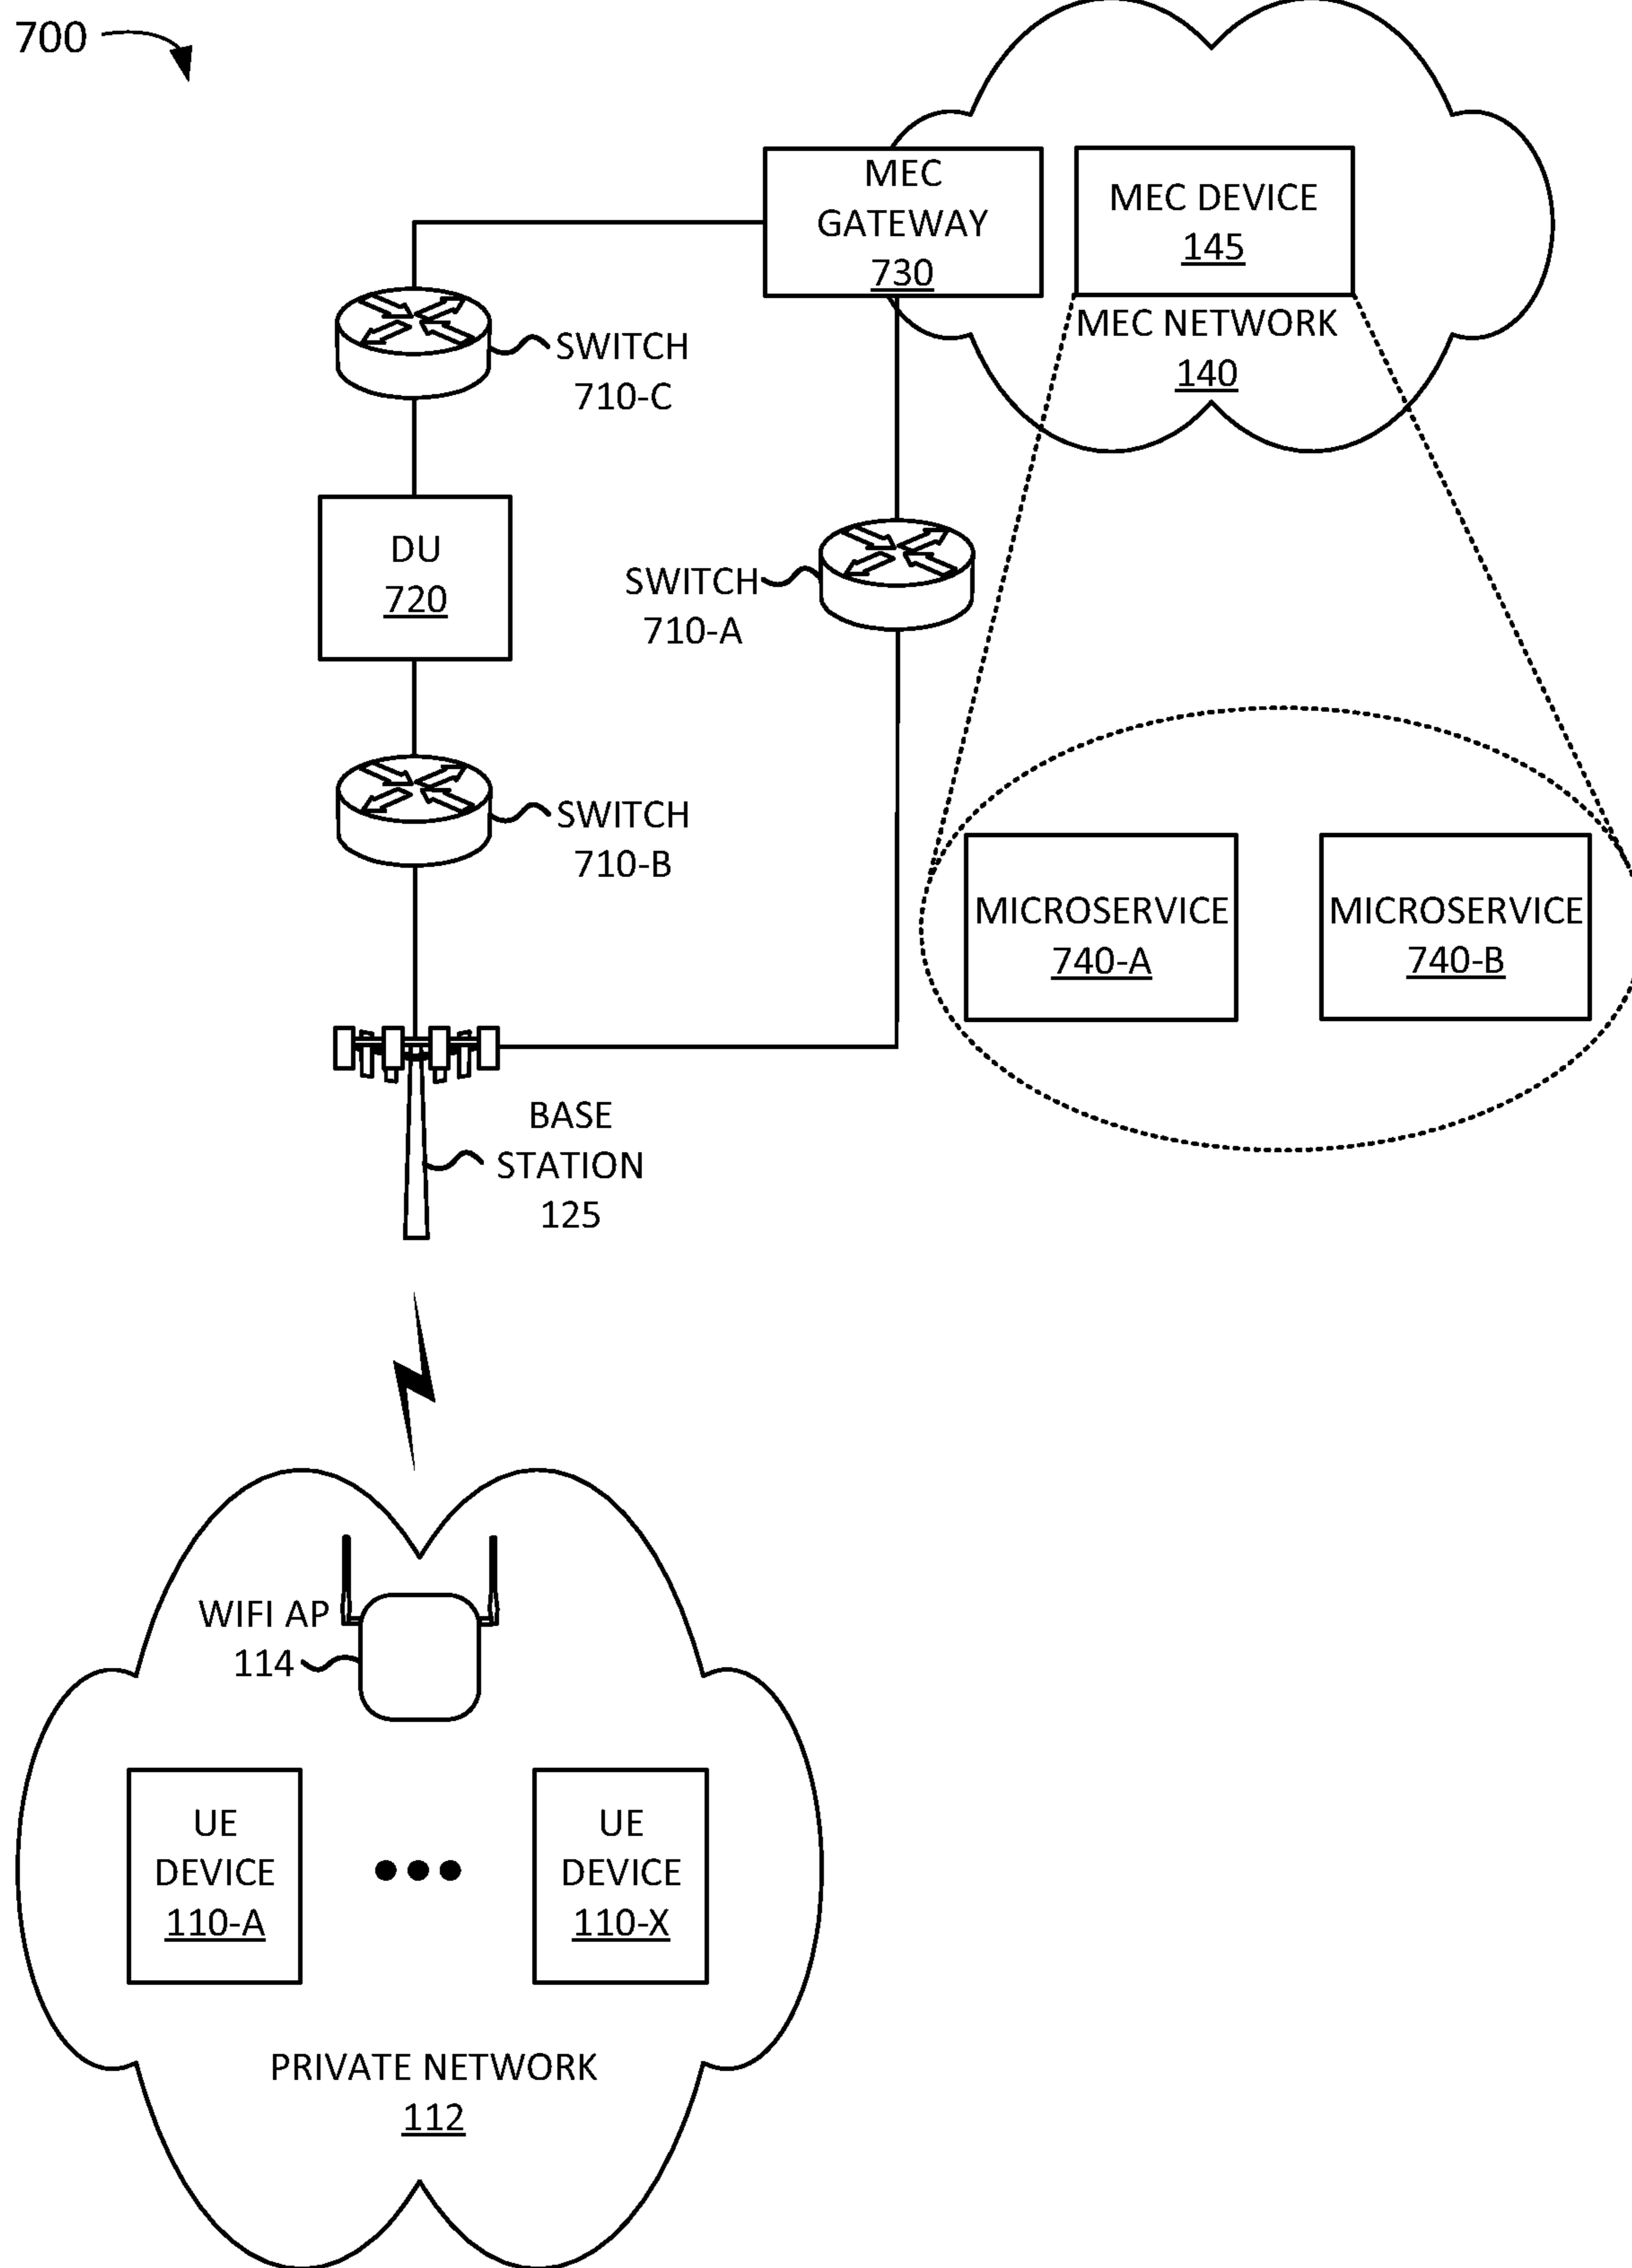 700
MEC
GATEWAY
730
MEC DEVICE
145
MEC NETWORK
140
SWITCH
710-C
DU
720
SWITCH
710-A
SWITCH
710-B
MICROSERVICE
740-A
MICROSERVICE
740-B
BASE
STATION
125
WIFI AP
114
UE
DEVICE
110-A
UE
DEVICE
110-X
PRIVATE NETWORK
112